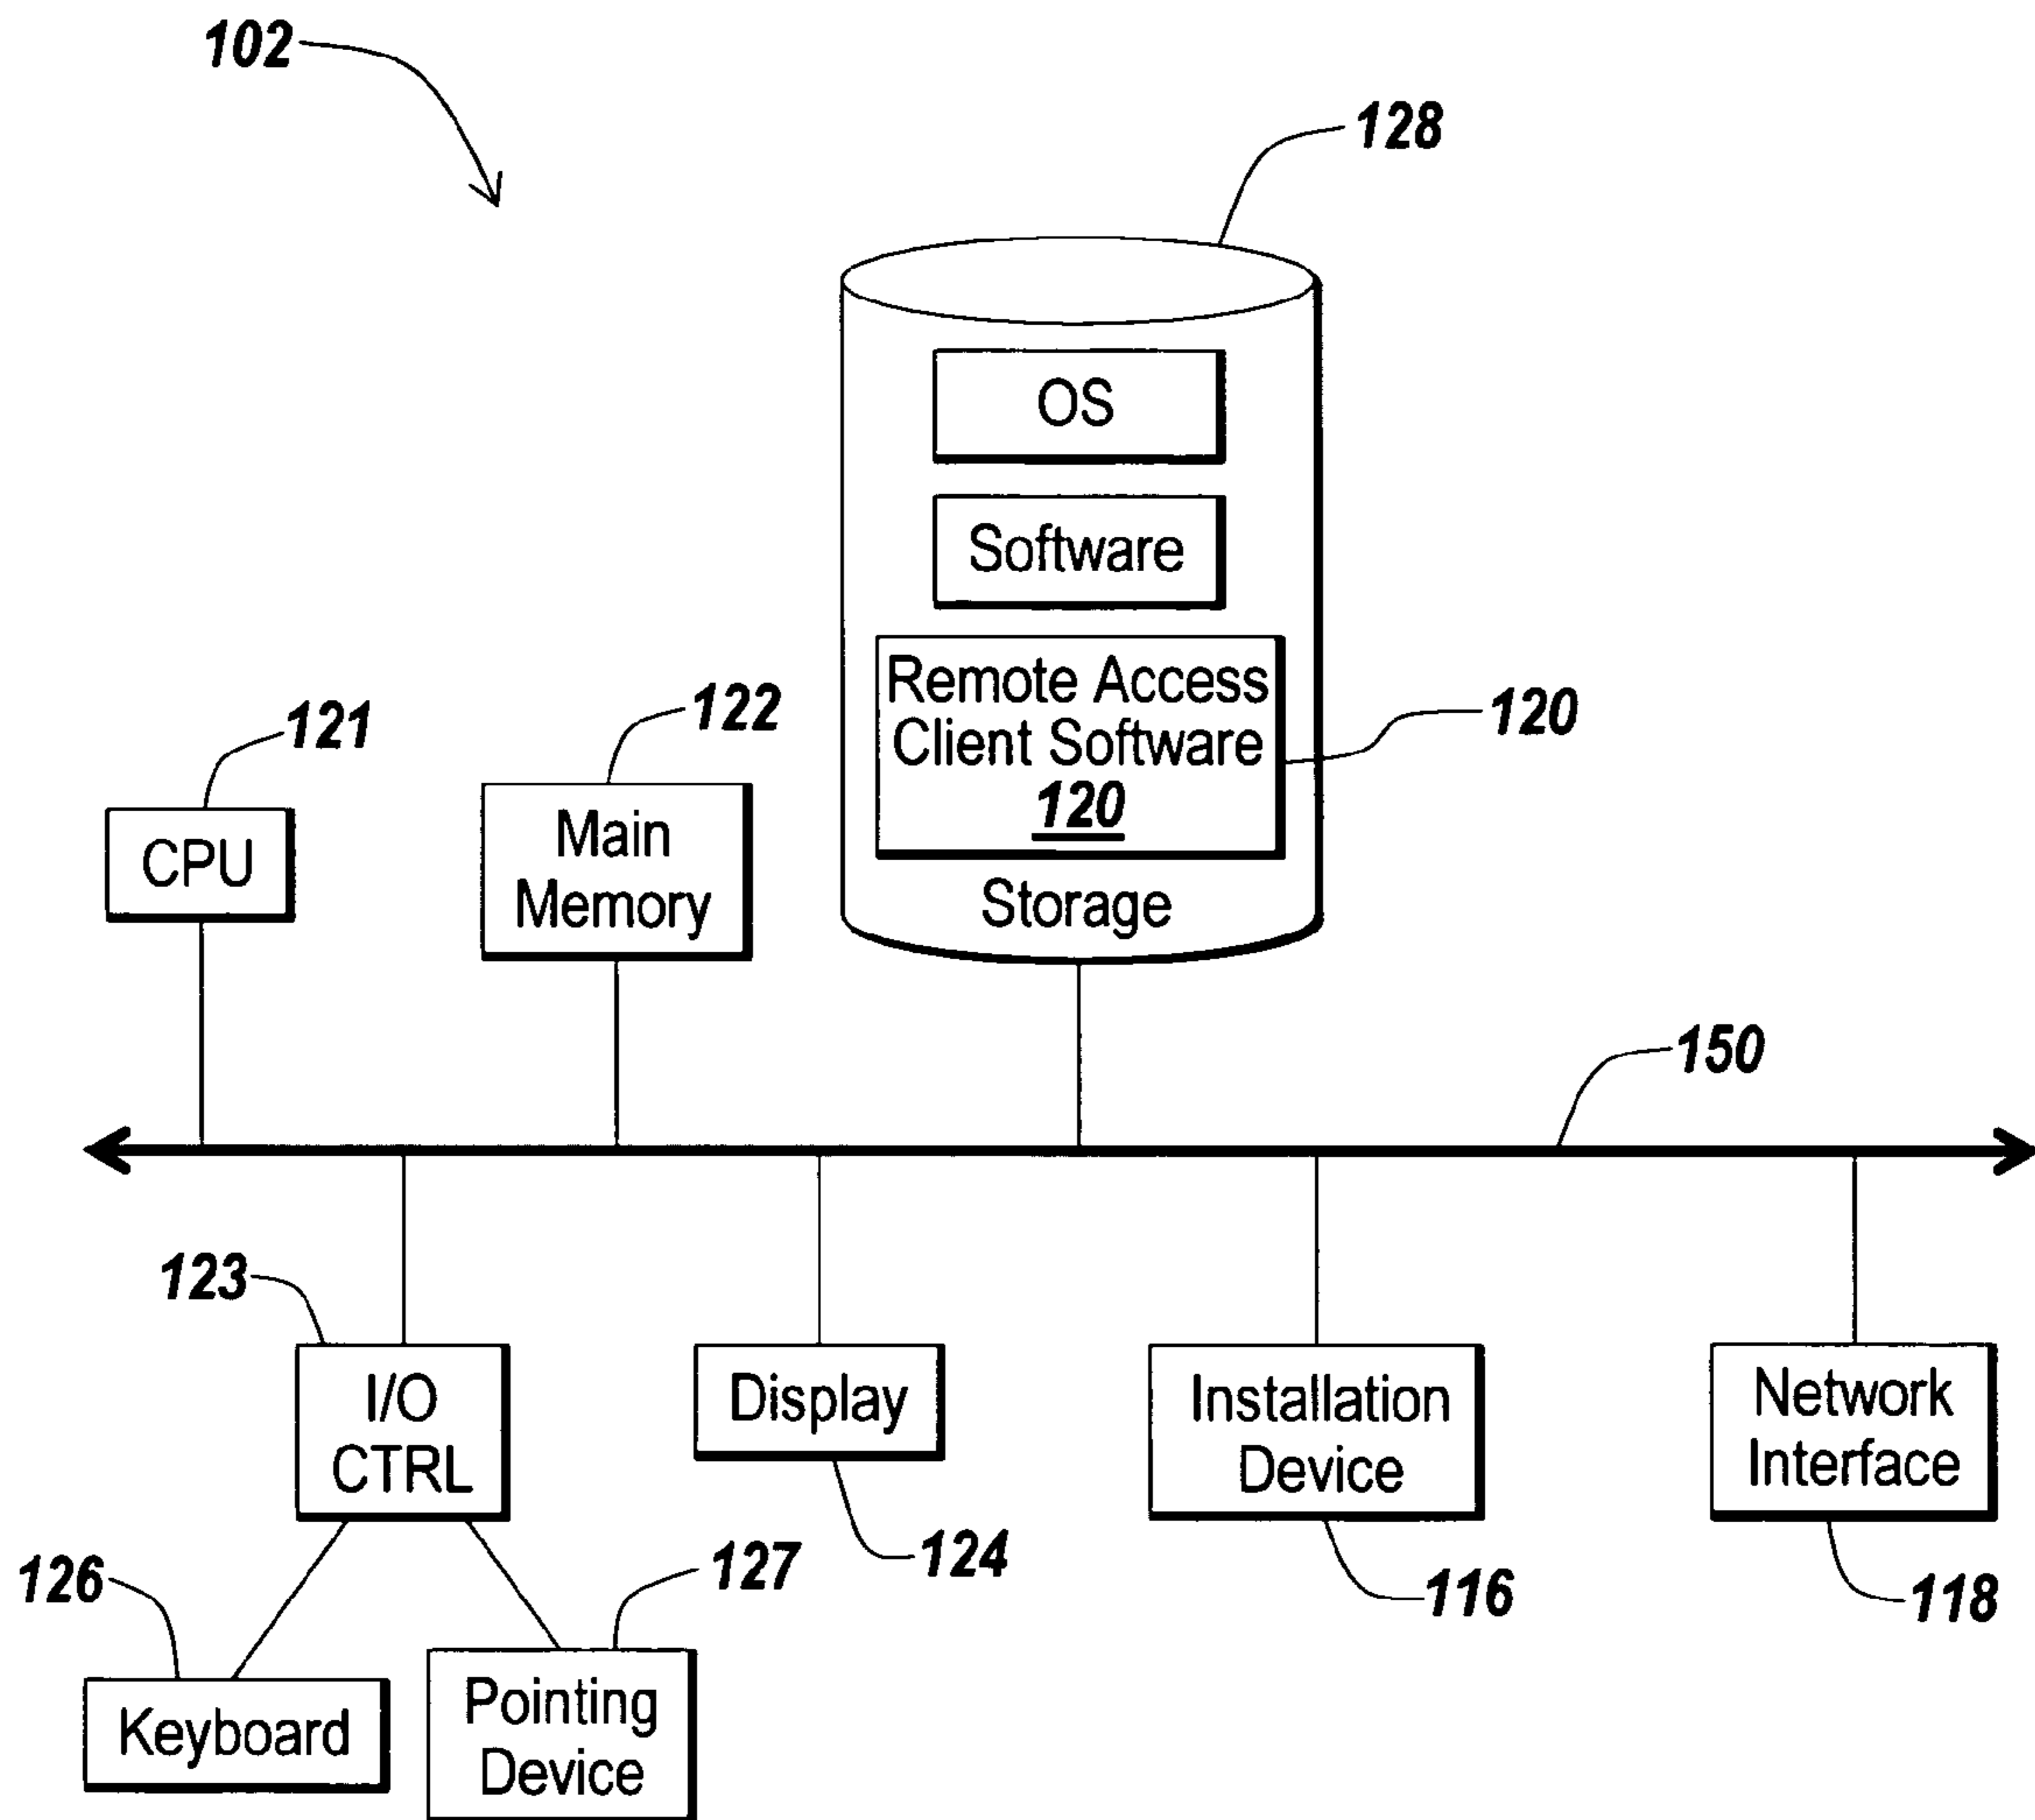 102
128
OS
Software
Remote Access
Client Software
120
120
Storage
121
CPU
122
Main
Memory
150
123
I/O
CTRL
Display
124
Installation
Device
116
Network
Interface
118
126
Keyboard
127
Pointing
Device